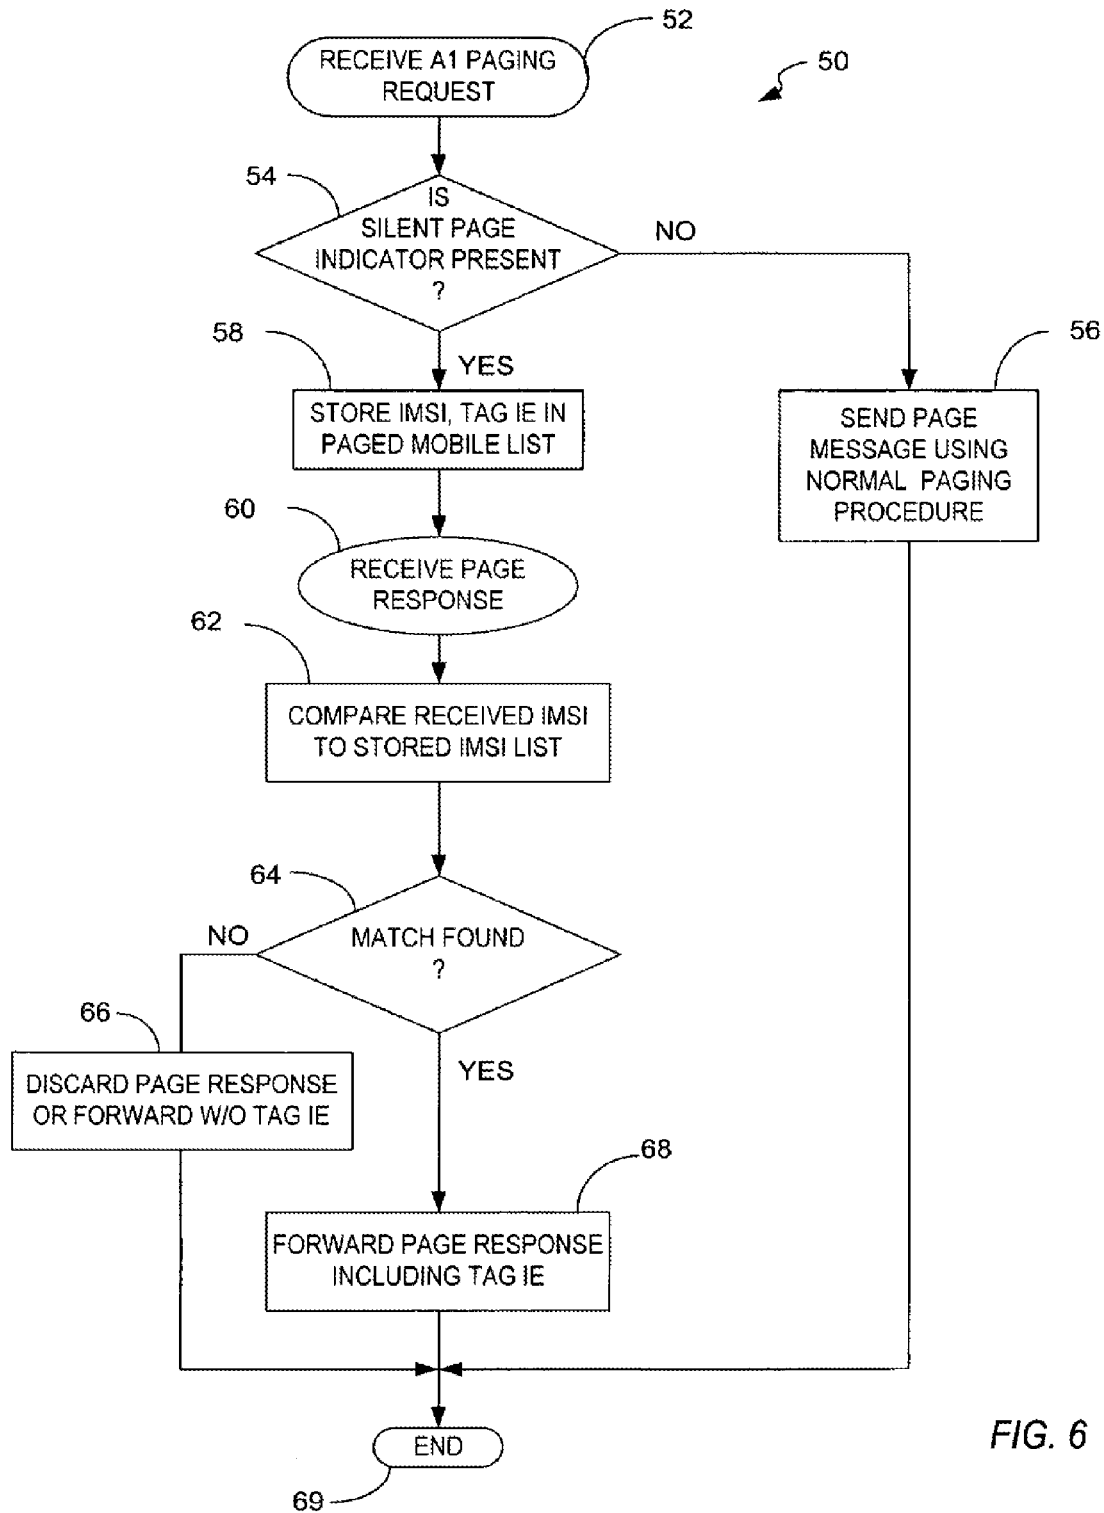 52
RECEIVE A1 PAGING
REQUEST
50
54
IS
SILENT PAGE
INDICATOR PRESENT
?
NO
58
YES
56
STORE IMSI, TAG IE IN
PAGED MOBILE LIST
SEND PAGE
MESSAGE USING
NORMAL PAGING
PROCEDURE
60
RECEIVE PAGE
RESPONSE
62
COMPARE RECEIVED IMSI
TO STORED IMSI LIST
64
MATCH FOUND
?
NO
66
YES
DISCARD PAGE RESPONSE
OR FORWARD W/O TAG IE
68
FORWARD PAGE RESPONSE
INCLUDING TAG IE
END
69
FIG. 6